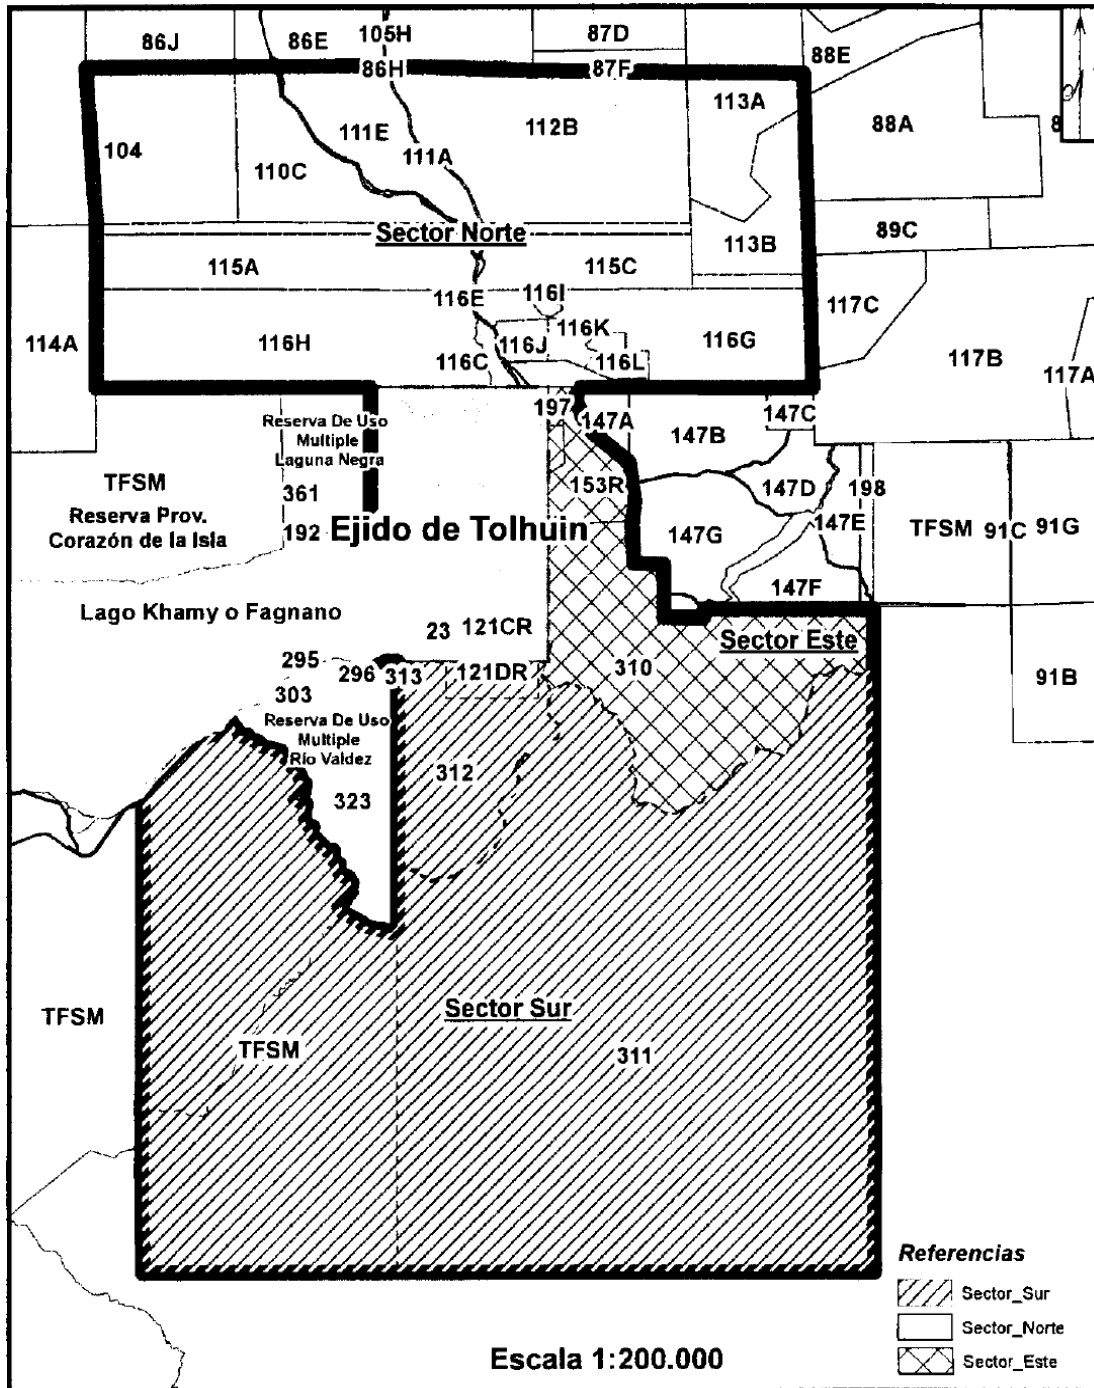 86J
86E
105H
87D
88E
86H
87F
113A
88A
8
104
111E
112B
111A
110C
Sector Norte
113B
89C
115A
115C
116E
116I
117C
114A
116H
116K
116J
116G
116C
116L
117B
117A
197
147A
147C
Reserva De Uso
Multiple
Laguna Negra
147B
TFSM
361
153R
147D
198
Reserva Prov.
Corazón de la Isla
192
Ejido de Tolhuin
147G
147E
TFSM
91C
91G
147F
Lago Khamy o Fagnano
23
121CR
Sector Este
295
296
313
121DR
310
91B
303
Reserva De Uso
Multiple
Río Valdez
312
323
Sector Sur
TFSM
TFSM
311
Referencias
Sector_Sur
Sector_Norte
Sector_Este
Escala 1:200.000